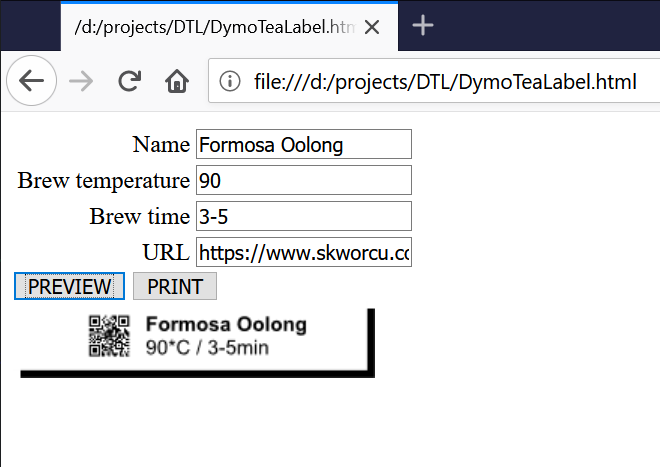 /d:/projects/DTL/DymoTeaLabel.htm
file:///d:/projects/DTL/DymoTeaLabel.html
Name Formosa Oolong
Brew temperature 90
Brew time 3-5
URL https://www.skworcu.co
PREVIEW PRINT
Formosa Oolong
90*C / 3-5min